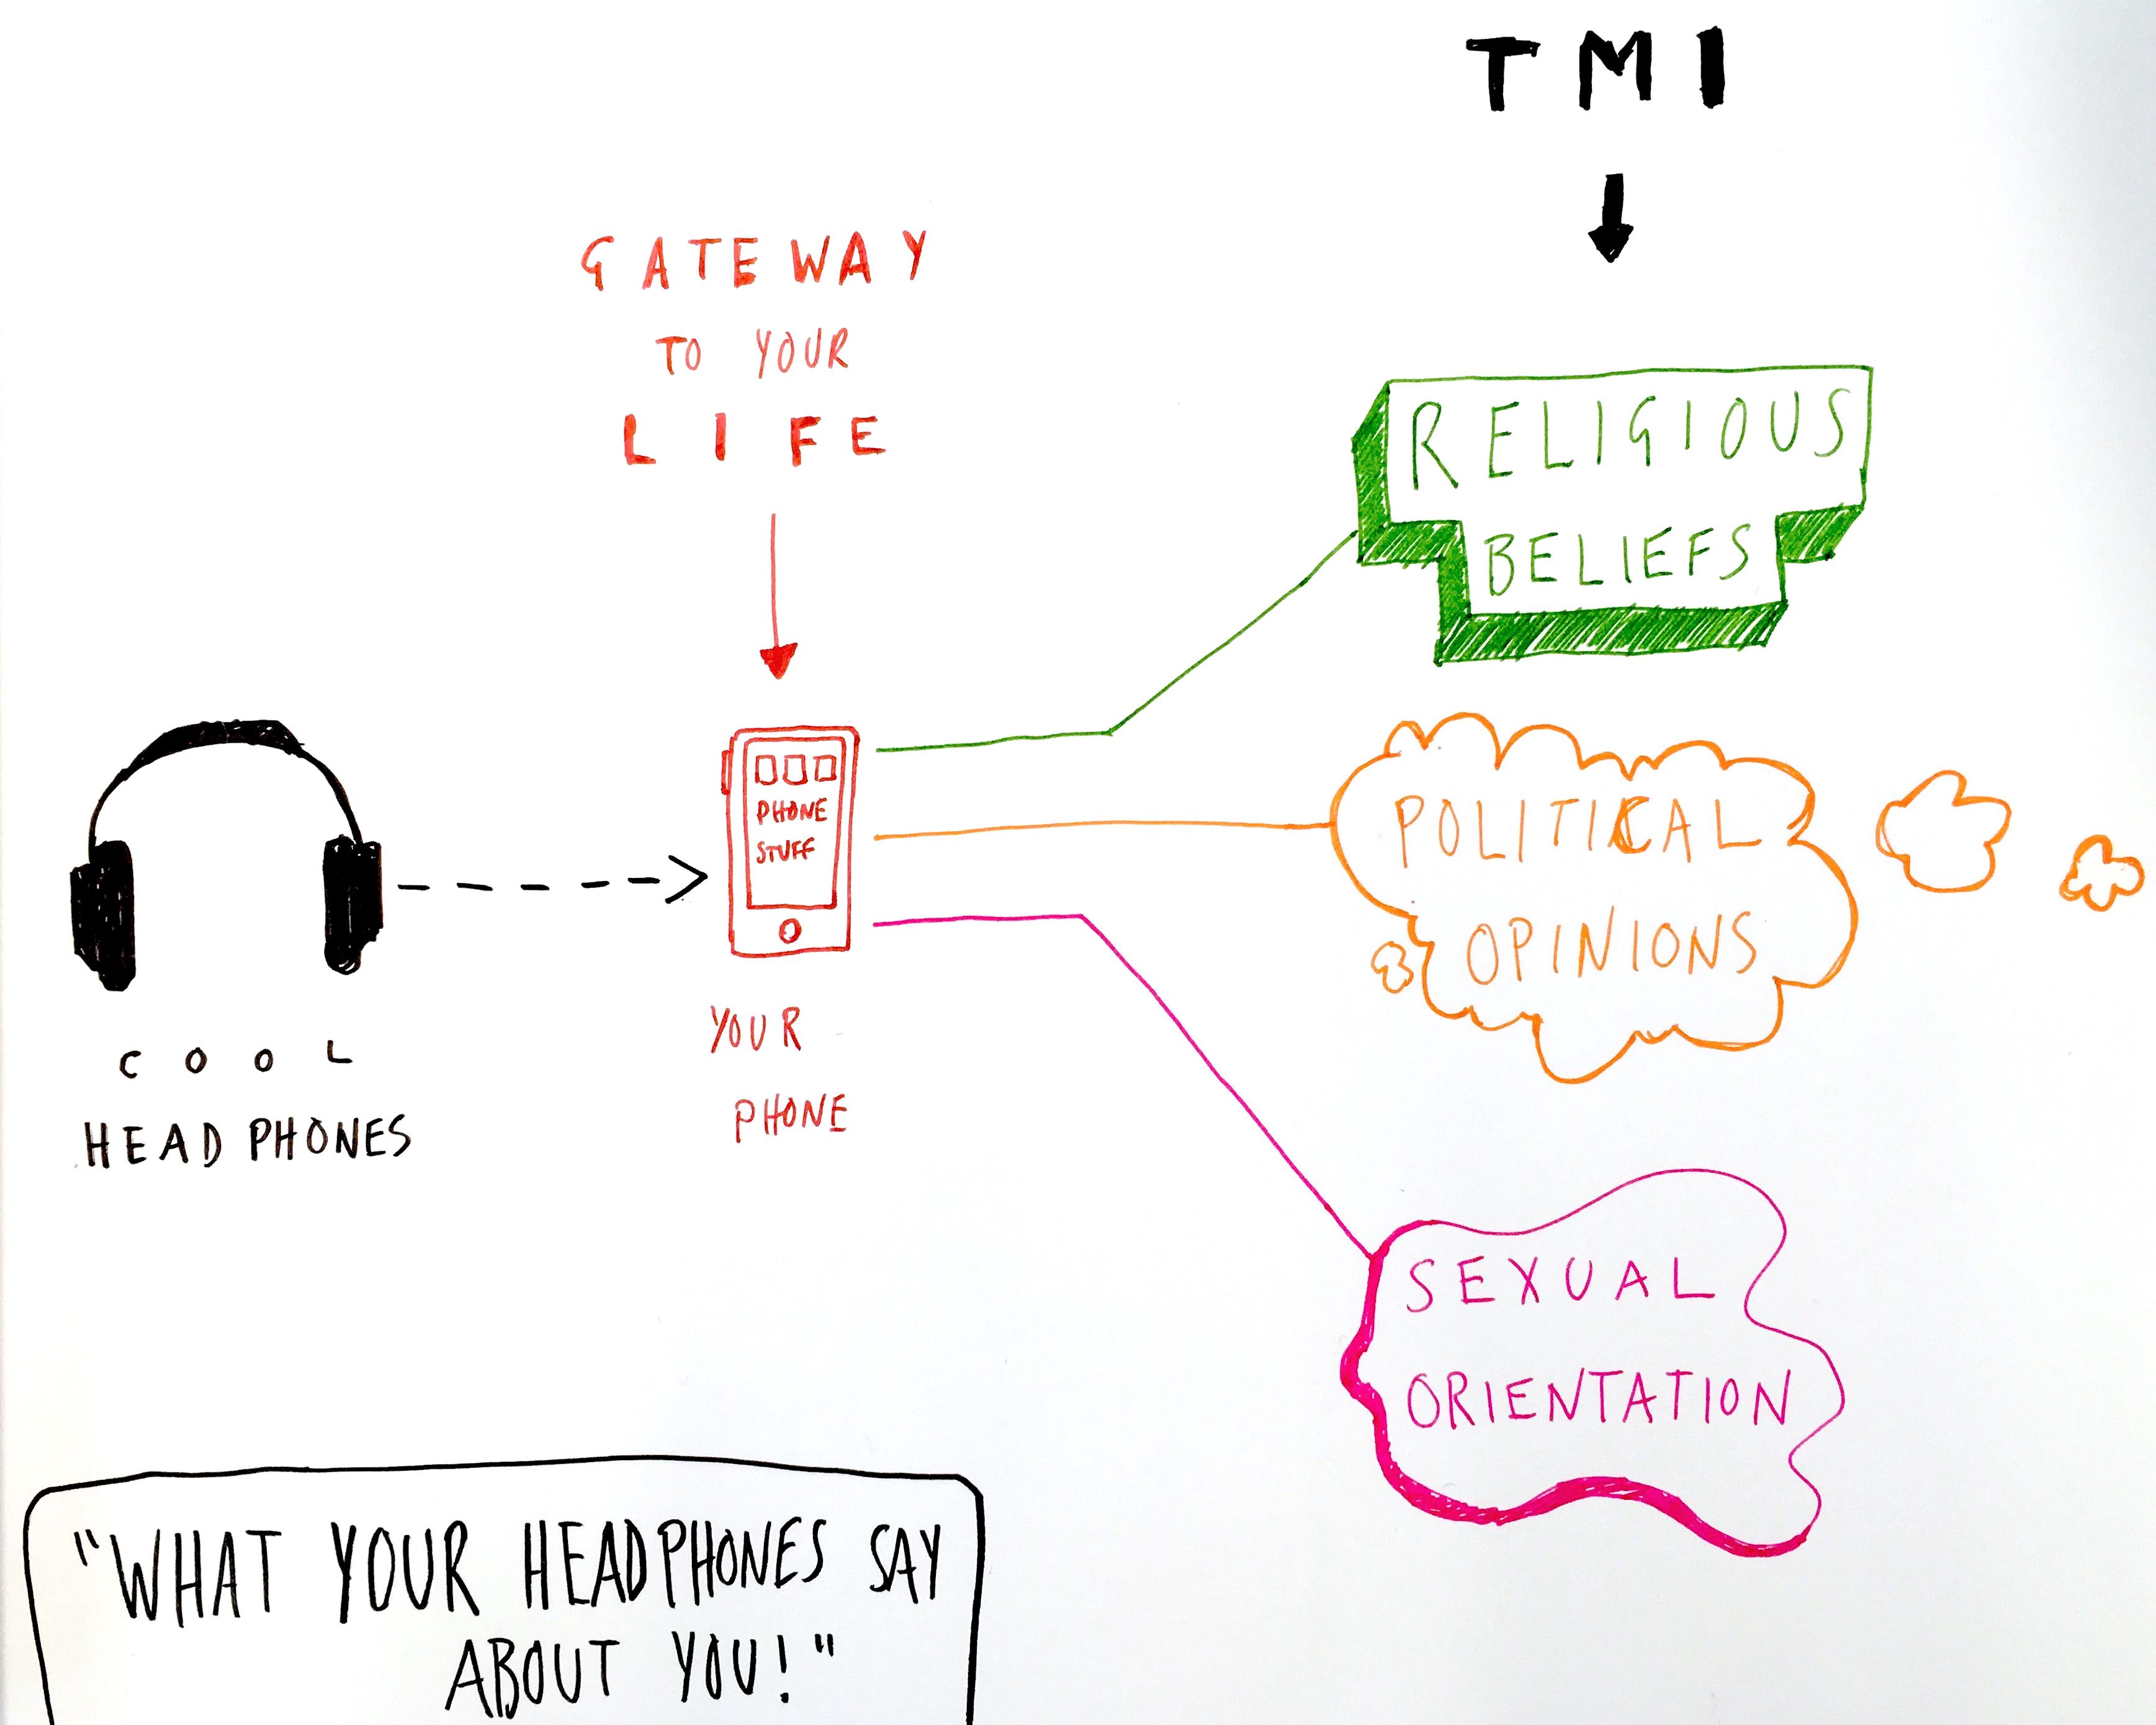 TMI
GATEWAY
TO YOUR
LIFE
RELIGIOUS
BELIEFS
PHONE
STUFF
POLITICAL
OPINIONS
COOL
HEADPHONES
YOUR
PHONE
SEXUAL
ORIENTATION
"WHAT YOUR HEADPHONES SAY
ABOUT YOU!"